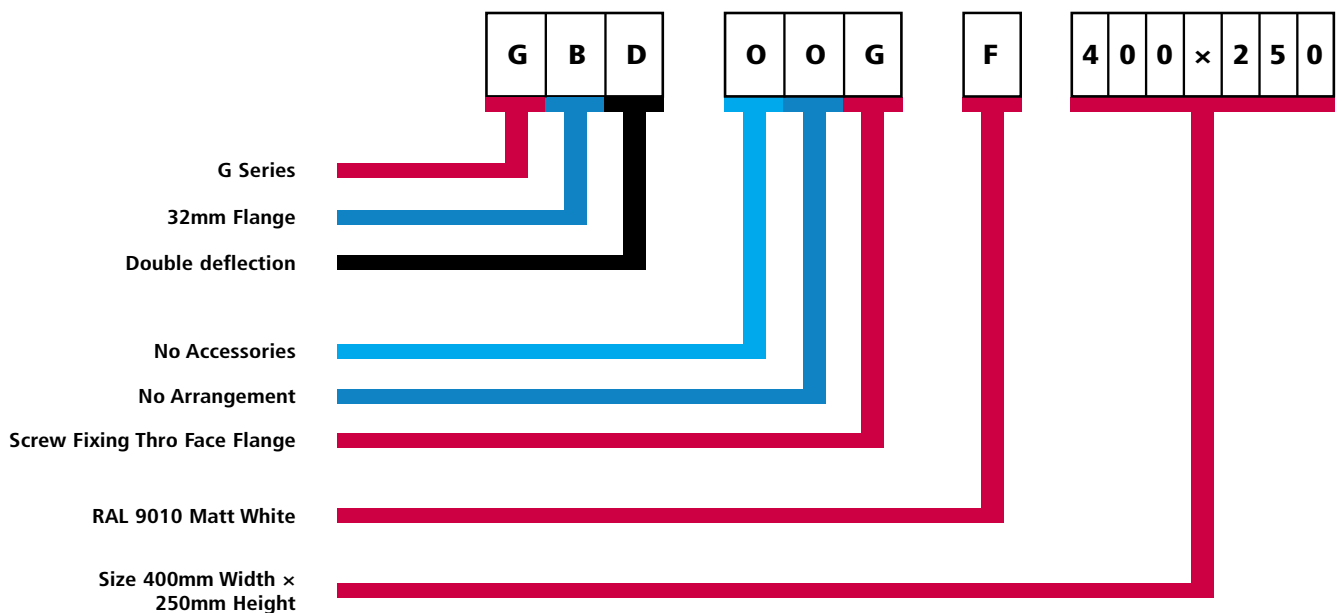 G B D O O G F 4 0 0 × 2 5 0
G Series
32mm Flange
Double deflection
No Accessories
No Arrangement
Screw Fixing Thro Face Flange
RAL 9010 Matt White
Size 400mm Width ×
250mm Height